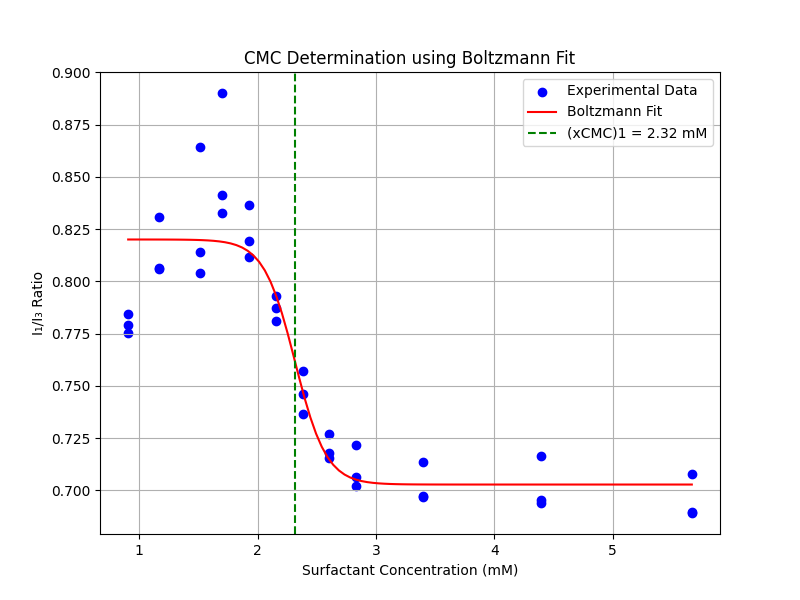 CMC Determination using Boltzmann Fit
Experimental Data
Boltzmann Fit
(xCMC)1 = 2.32 mM
I₁/I₃ Ratio
0.900
0.875
0.850
0.825
0.800
0.775
0.750
0.725
0.700
1 2 3 4 5
Surfactant Concentration (mM)